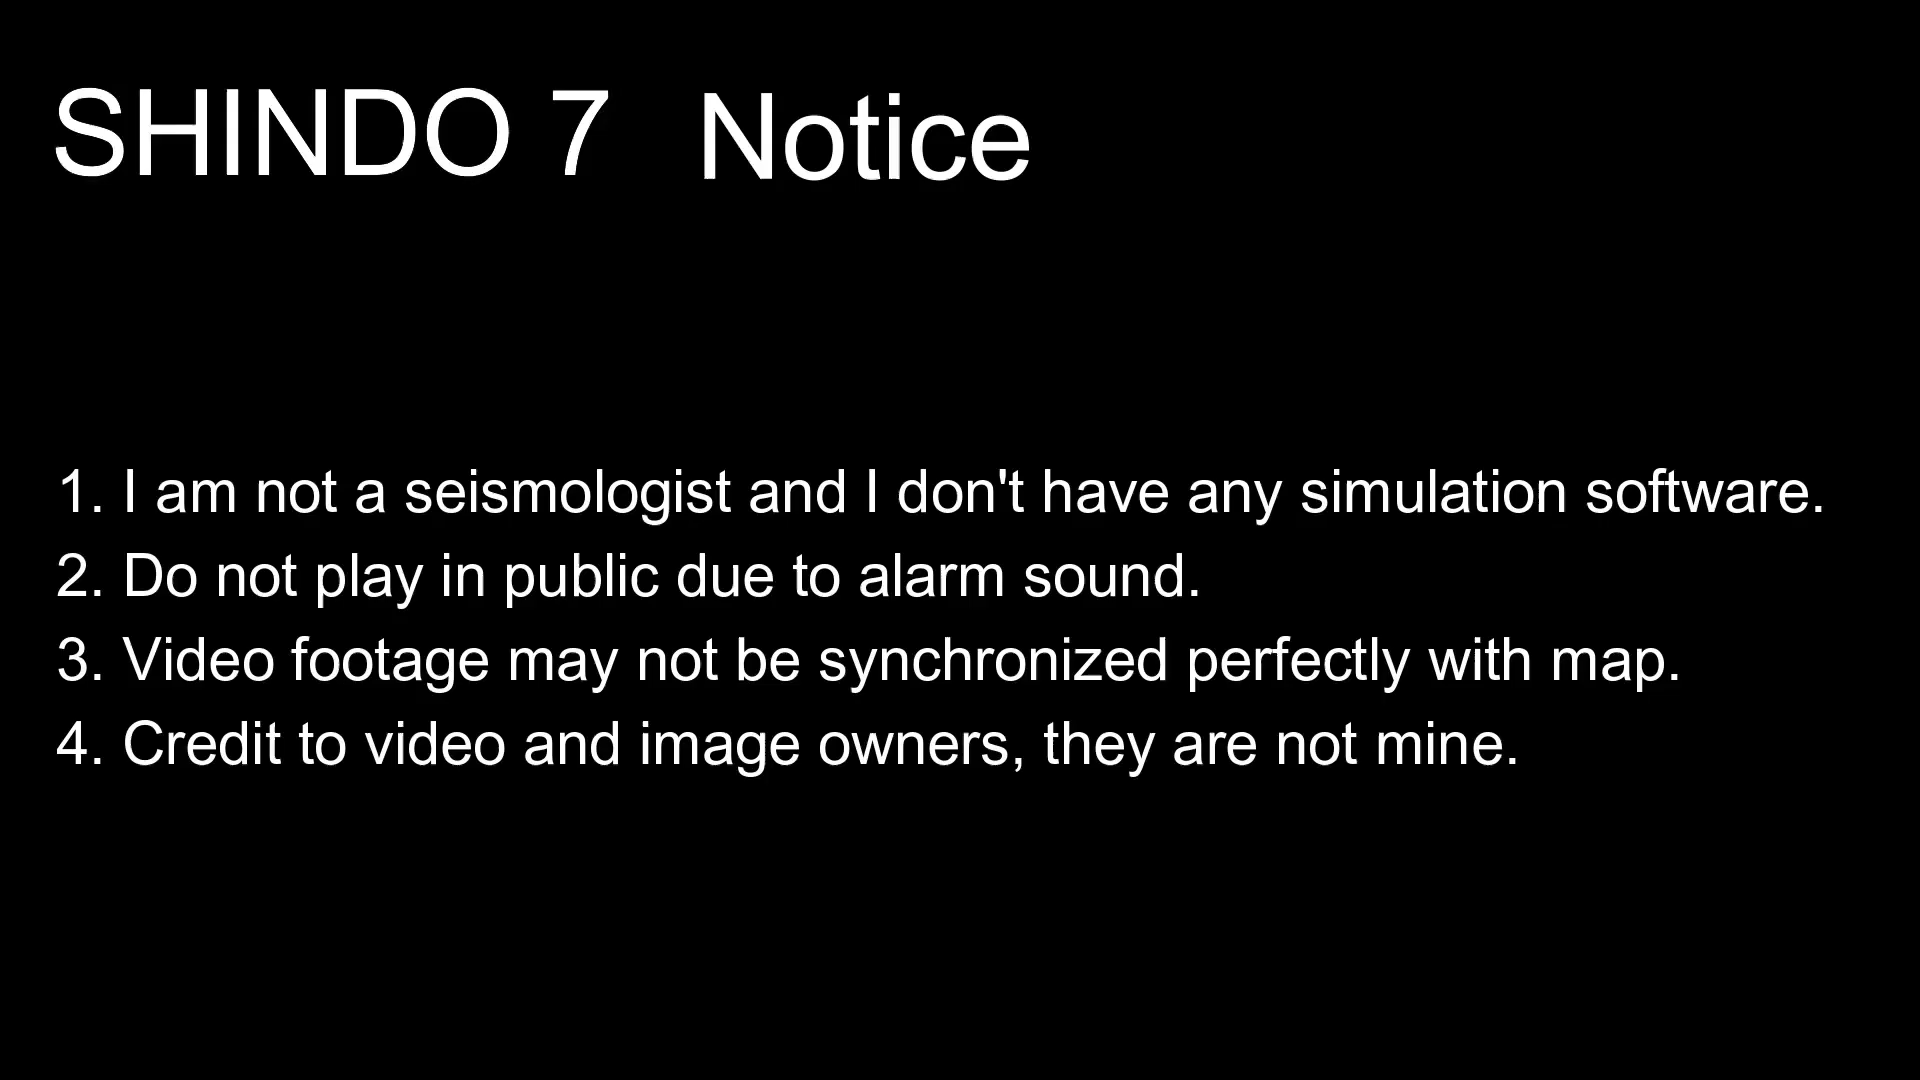 SHINDO 7 Notice
1. I am not a seismologist and I don't have any simulation software.
2. Do not play in public due to alarm sound.
3. Video footage may not be synchronized perfectly with map.
4. Credit to video and image owners, they are not mine.